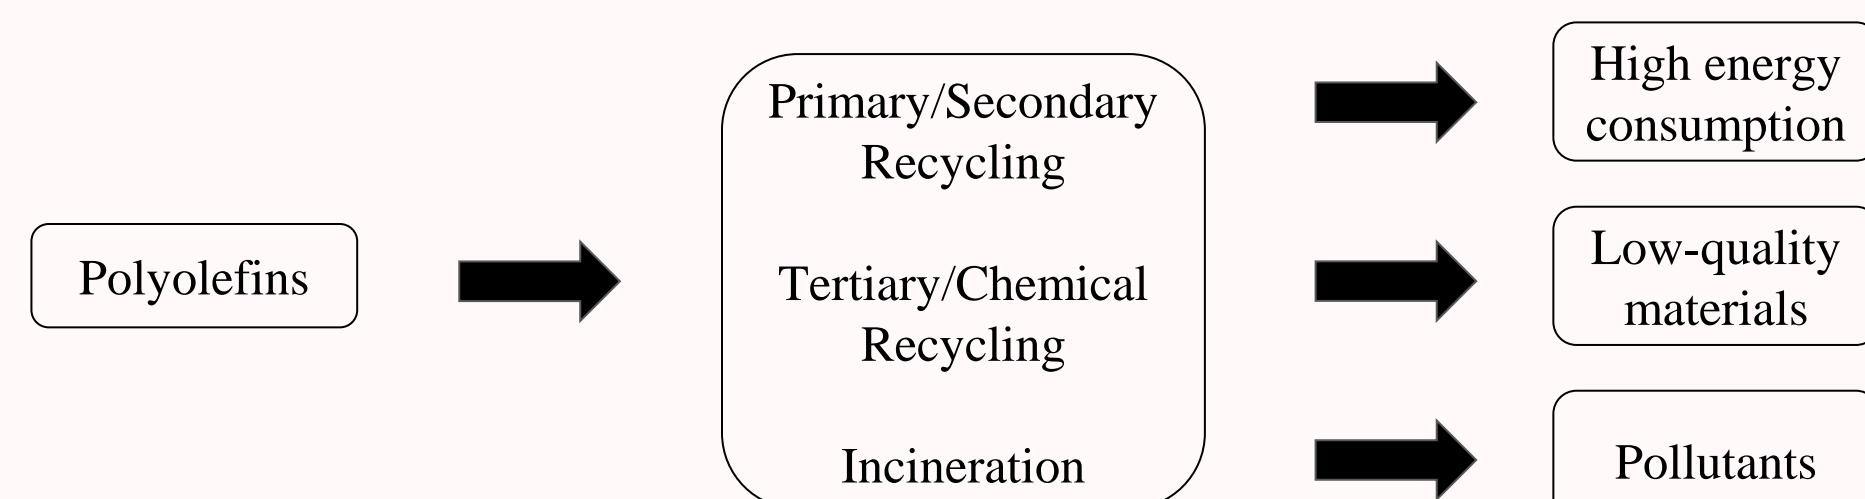 Polyolefins
Primary/Secondary
Recycling
Tertiary/Chemical
Recycling
Incineration
High energy
consumption
Low-quality
materials
Pollutants